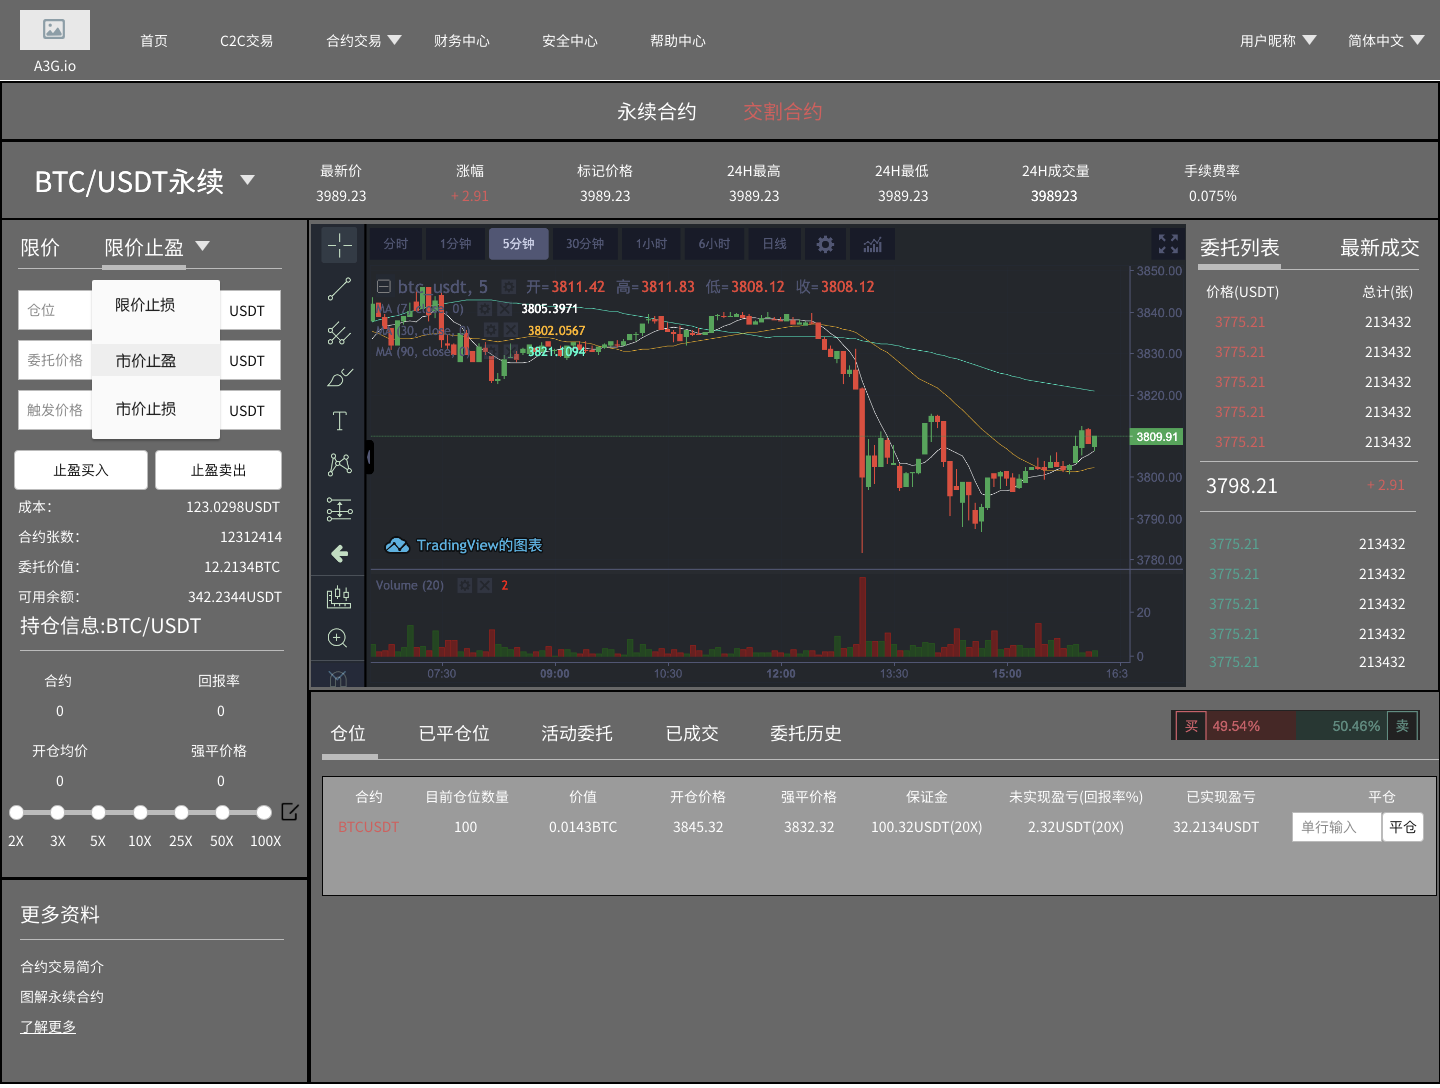 A3G.io
首页 C2C交易 合约交易 财务中心 安全中心 帮助中心 用户昵称 简体中文
永续合约 交割合约
BTC/USDT永续
最新价 涨幅 标记价格 24H最高 24H最低 24H成交量 手续费率
3989.23 + 2.91 3989.23 3989.23 3989.23 398923 0.075%
限价 限价止盈
仓位 USDT
委托价格 USDT
触发价格 USDT
限价止损
市价止盈
市价止损
止盈买入 止盈卖出
成本: 123.0298USDT
合约张数: 12312414
委托价值: 12.2134BTC
可用余额: 342.2344USDT
持仓信息:BTC/USDT
合约 回报率
0 0
开仓均价 强平价格
0 0
2X 3X 5X 10X 25X 50X 100X
更多资料
合约交易简介
图解永续合约
了解更多
分时 1分钟 5分钟 30分钟 1小时 6小时 日线
btc_usdt, 5 开=3811.42 高=3811.83 低=3808.12 收=3808.12
MA (7, close, 0) 3805.3971
MA (30, close, 0) 3802.0567
MA (90, close, 0) 3821.1094
TradingView的图表
Volume (20) 2
3850.00
3840.00
3830.00
3820.00
3809.91
3800.00
3790.00
3780.00
20
0
07:30 09:00 10:30 12:00 13:30 15:00 16:3
委托列表 最新成交
价格(USDT) 总计(张)
3775.21 213432
3775.21 213432
3775.21 213432
3775.21 213432
3775.21 213432
3798.21 + 2.91
3775.21 213432
3775.21 213432
3775.21 213432
3775.21 213432
3775.21 213432
仓位 已平仓位 活动委托 已成交 委托历史
买 49.54% 50.46% 卖
合约 目前仓位数量 价值 开仓价格 强平价格 保证金 未实现盈亏(回报率%) 已实现盈亏 平仓
BTCUSDT 100 0.0143BTC 3845.32 3832.32 100.32USDT(20X) 2.32USDT(20X) 32.2134USDT 单行输入 平仓